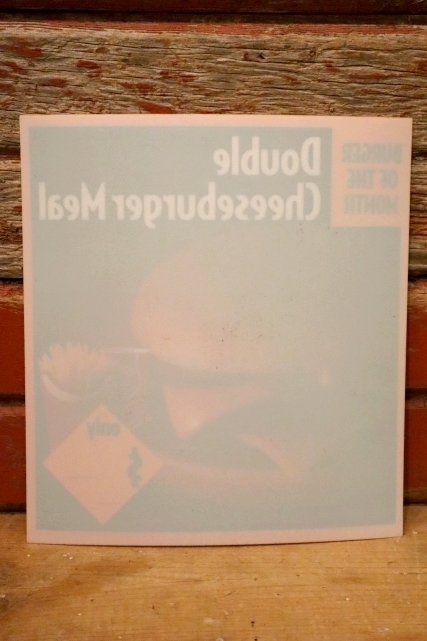 Double
Cheeseburger Meal
BURGER
OF THE
MONTH
only
$